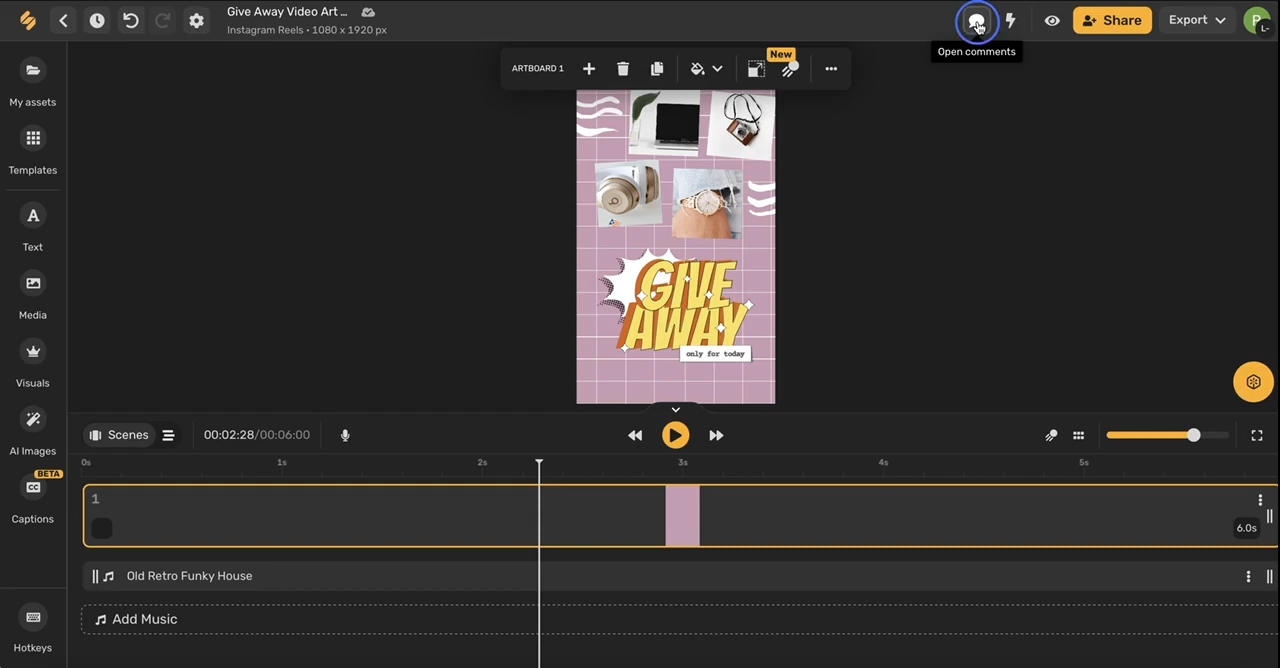 Give Away Video Art ...
Instagram Reels • 1080 x 1920 px
Share
Export
P
L-
Open comments
My assets
Templates
Text
Media
Visuals
AI Images
BETA
CC
Captions
Hotkeys
ARTBOARD 1
New
GIVE
AWAY
only for today
Scenes
00:02:28/00:06:00
0s
1s
2s
3s
4s
5s
1
6.0s
Old Retro Funky House
Add Music